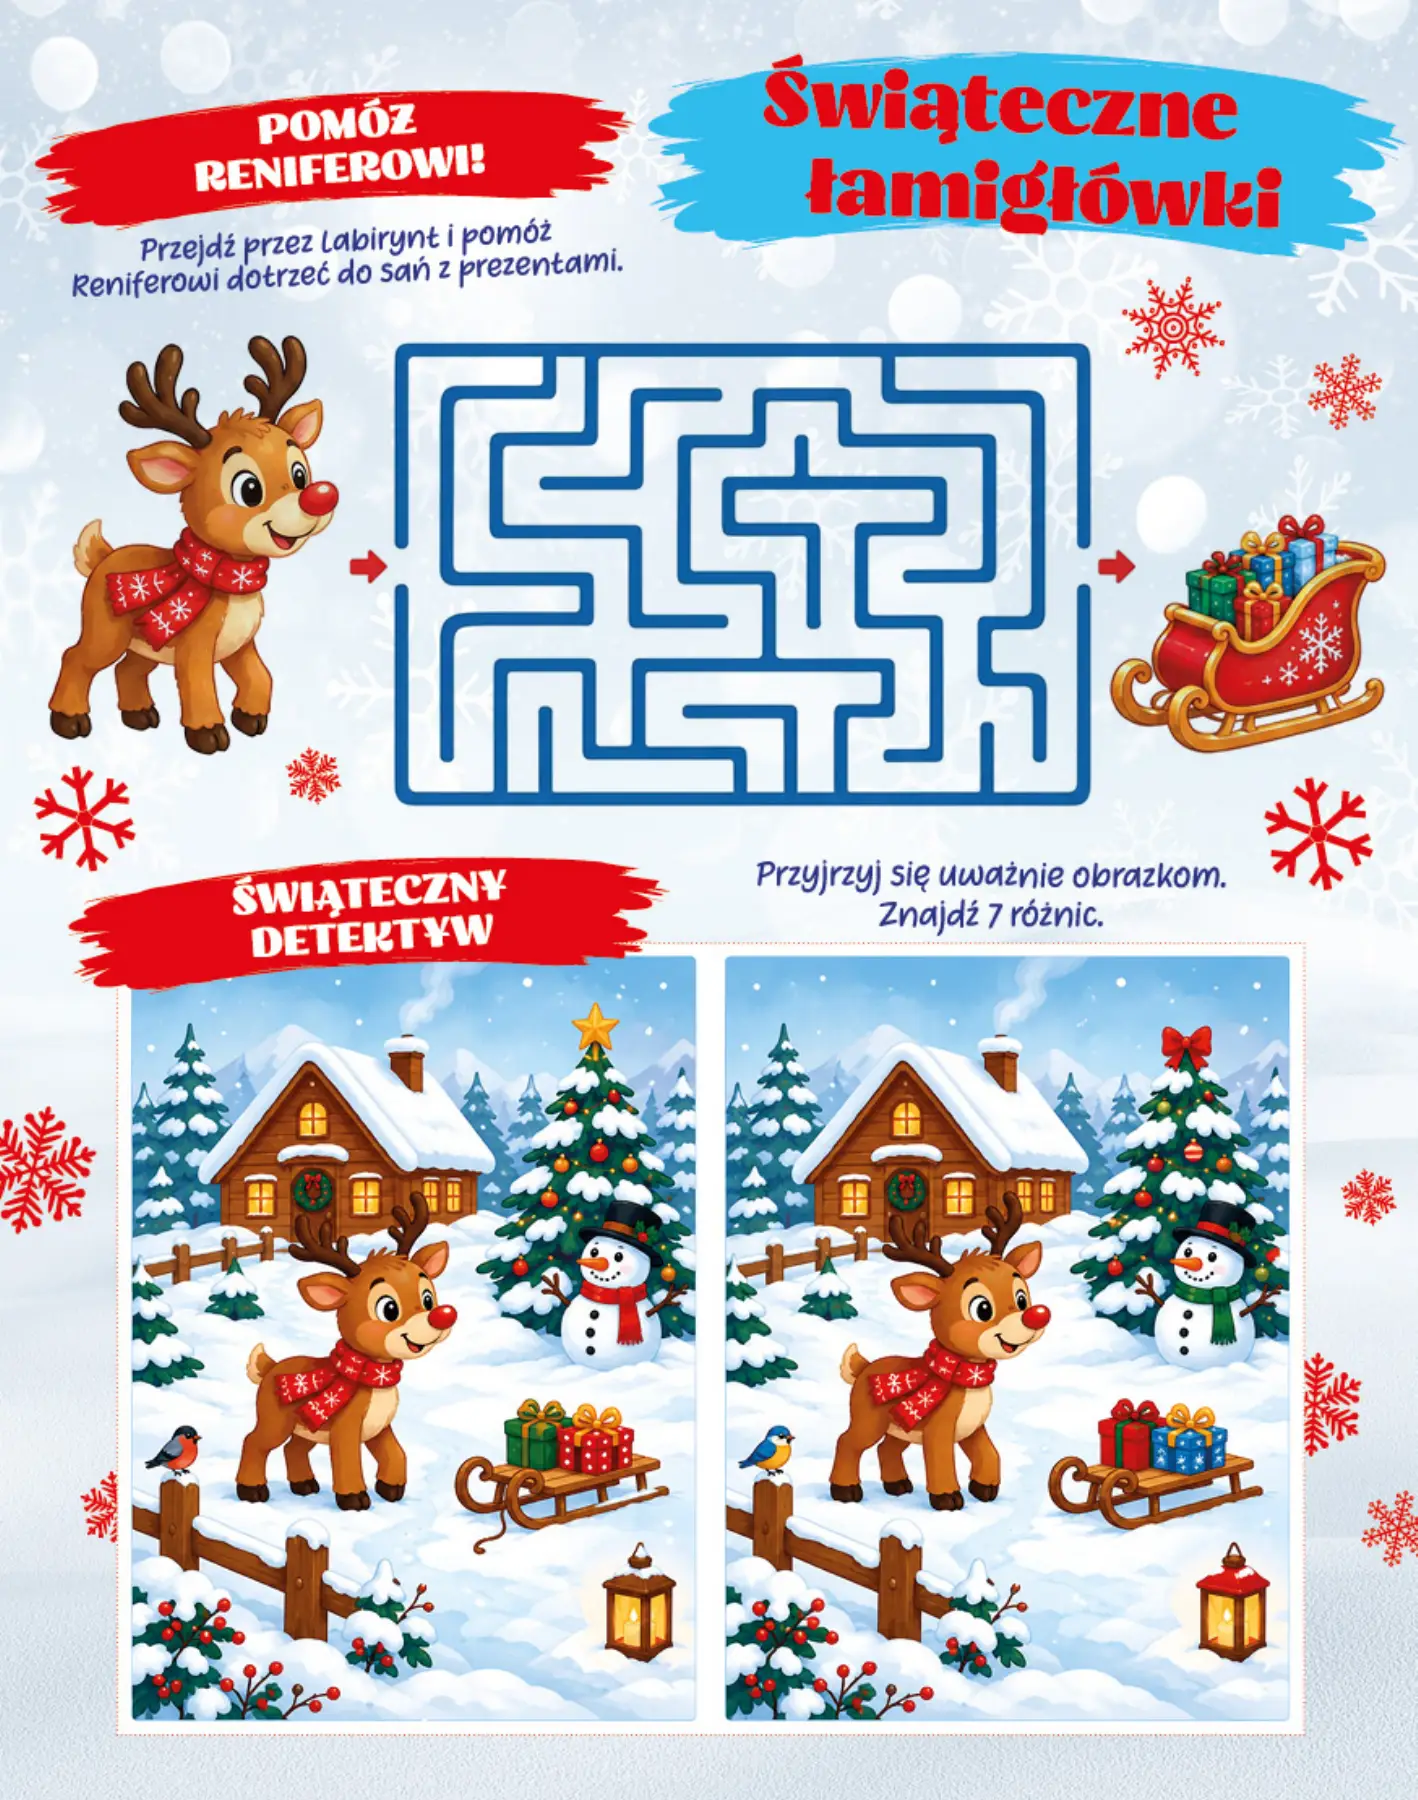 Świąteczne
łamigłówki
POMÓŻ
RENIFEROWI!
Przejdź przez labirynt i pomóż
Reniferowi dotrzeć do sań z prezentami.
ŚWIĄTECZNY
DETEKTYW
Przyjrzyj się uważnie obrazkom.
Znajdź 7 różnic.